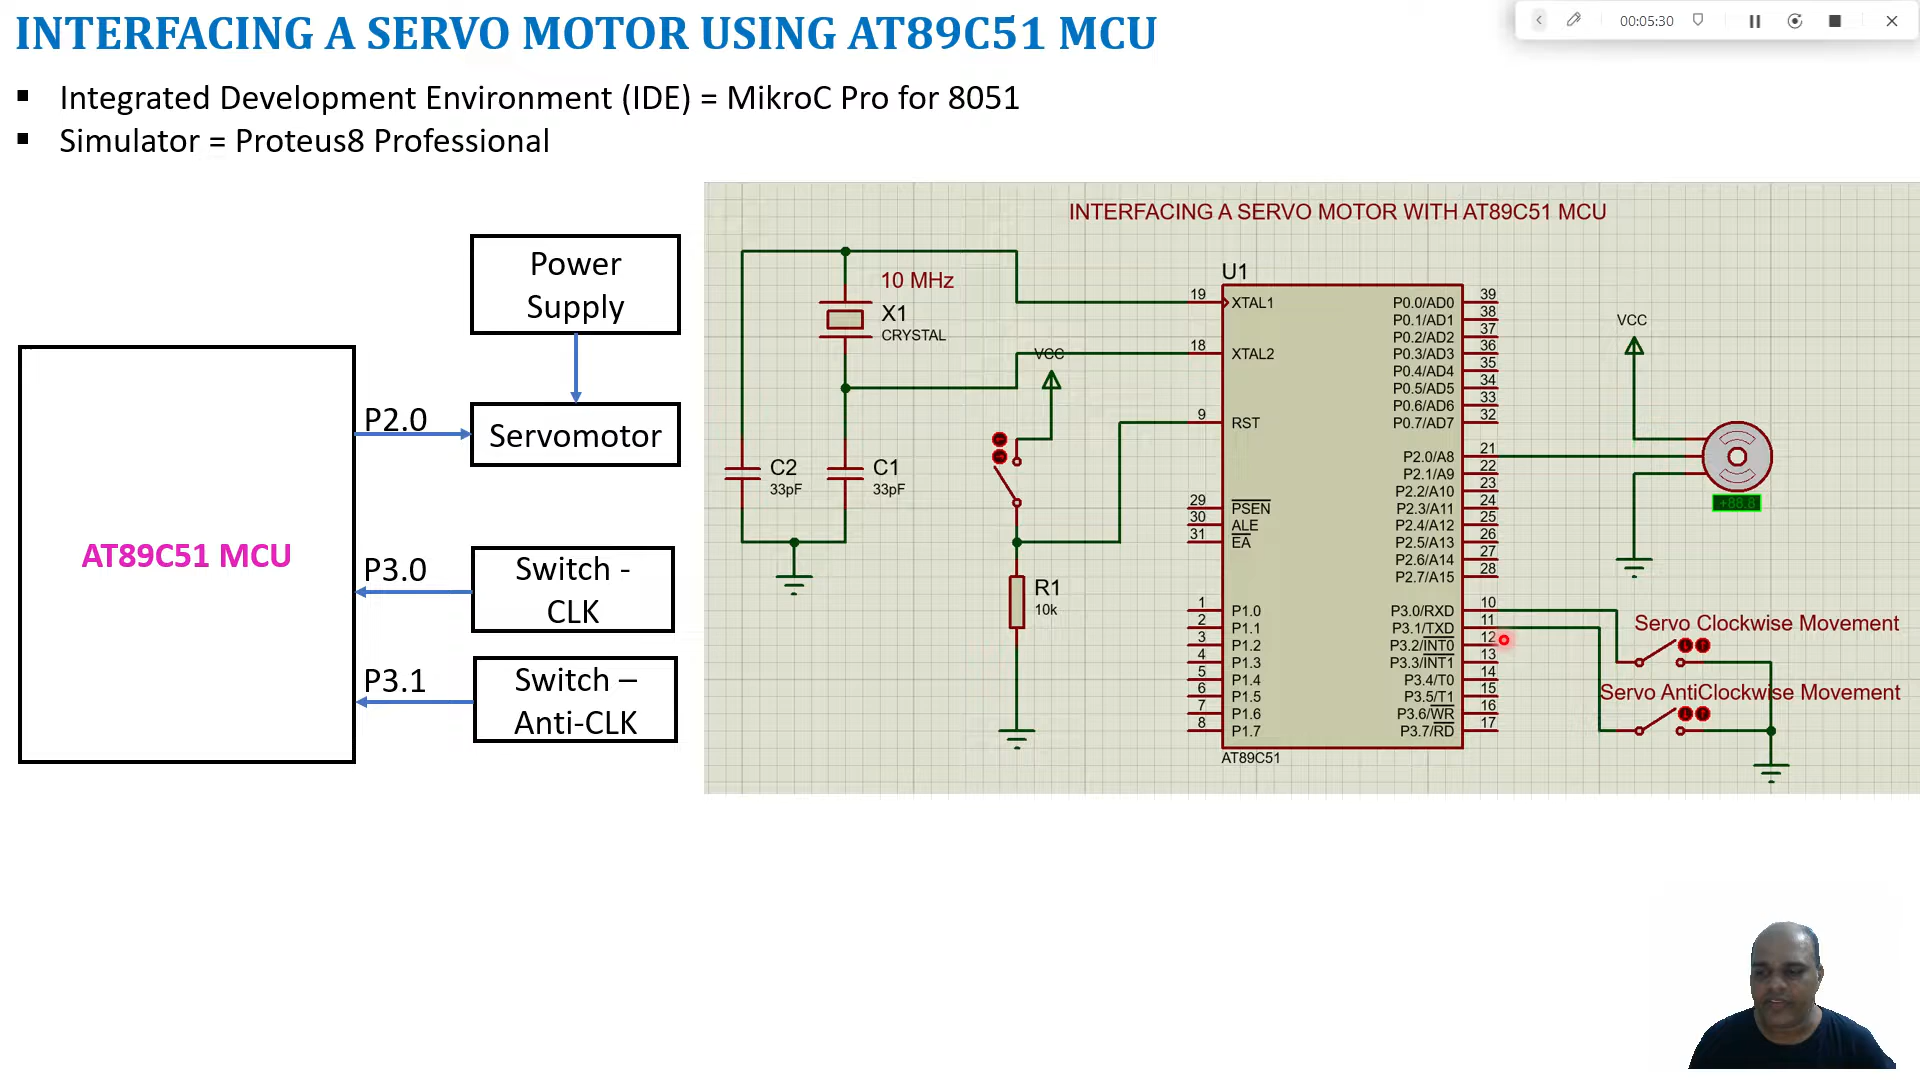 INTERFACING A SERVO MOTOR USING AT89C51 MCU
00:05:30
▪ Integrated Development Environment (IDE) = MikroC Pro for 8051
▪ Simulator = Proteus8 Professional
Power
Supply
P2.0
Servomotor
AT89C51 MCU
P3.0
Switch -
CLK
P3.1
Switch –
Anti-CLK
INTERFACING A SERVO MOTOR WITH AT89C51 MCU
10 MHz
X1
CRYSTAL
VCC
C2
33pF
C1
33pF
R1
10k
U1
19 XTAL1
18 XTAL2
9 RST
29 PSEN
30 ALE
31 EA
1 P1.0
2 P1.1
3 P1.2
4 P1.3
5 P1.4
6 P1.5
7 P1.6
8 P1.7
P0.0/AD0 39
P0.1/AD1 38
P0.2/AD2 37
P0.3/AD3 36
P0.4/AD4 35
P0.5/AD5 34
P0.6/AD6 33
P0.7/AD7 32
P2.0/A8 21
P2.1/A9 22
P2.2/A10 23
P2.3/A11 24
P2.4/A12 25
P2.5/A13 26
P2.6/A14 27
P2.7/A15 28
P3.0/RXD 10
P3.1/TXD 11
P3.2/INT0 12
P3.3/INT1 13
P3.4/T0 14
P3.5/T1 15
P3.6/WR 16
P3.7/RD 17
AT89C51
VCC
Servo Clockwise Movement
Servo AntiClockwise Movement